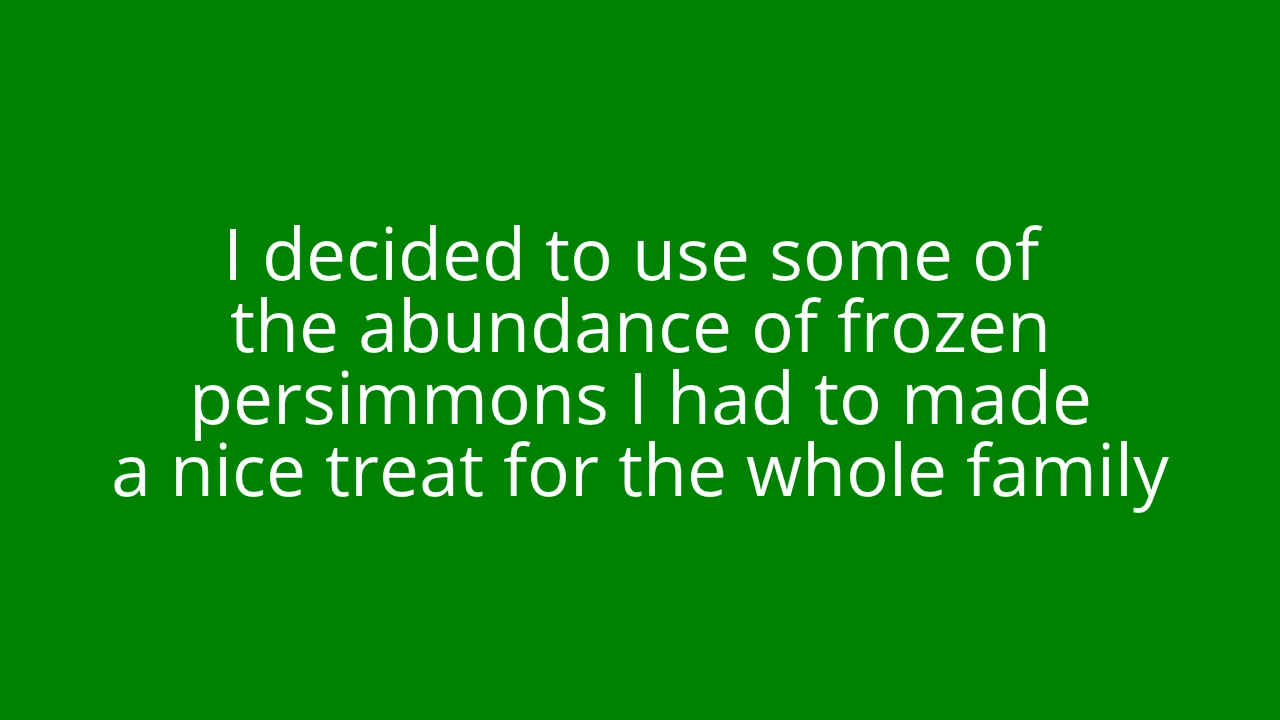 I decided to use some of
the abundance of frozen
persimmons I had to made
a nice treat for the whole family